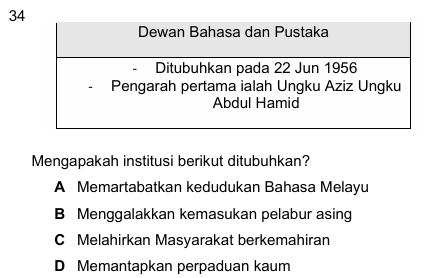 34
Dewan Bahasa dan Pustaka
- Ditubuhkan pada 22 Jun 1956
- Pengarah pertama ialah Ungku Aziz Ungku
Abdul Hamid
Mengapakah institusi berikut ditubuhkan?
A Memartabatkan kedudukan Bahasa Melayu
B Menggalakkan kemasukan pelabur asing
C Melahirkan Masyarakat berkemahiran
D Memantapkan perpaduan kaum